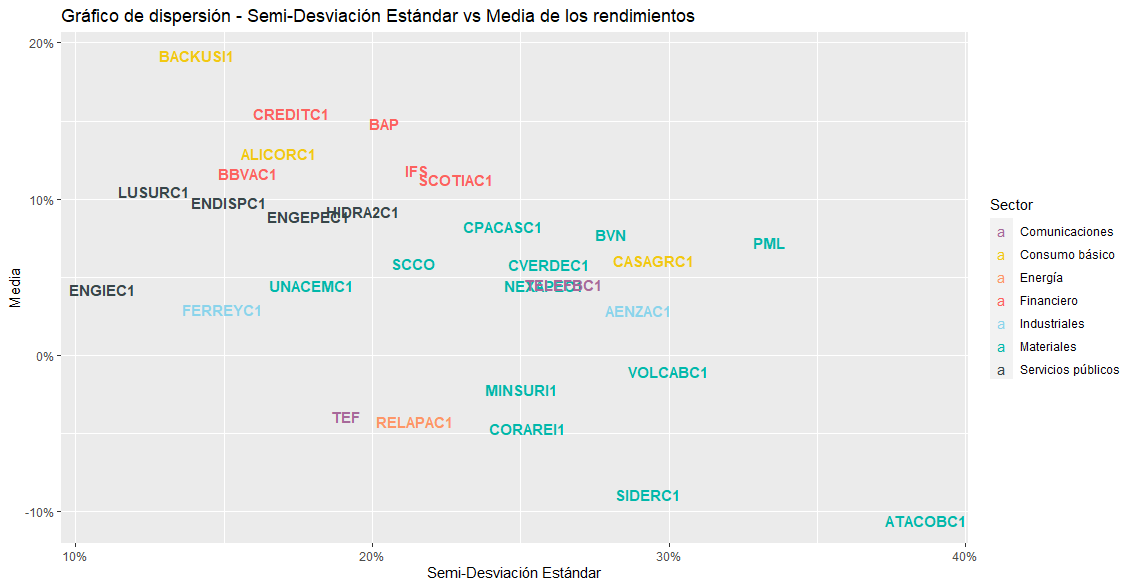 Gráfico de dispersión - Semi-Desviación Estándar vs Media de los rendimientos
20%
BACKUSI1
CREDITC1
BAP
ALICORC1
BBVAC1
IFS
SCOTIAC1
LUSURC1
10%
ENDISPC1
ENGEPEC1
HIDRA2C1
CPACASC1
BVN
PML
SCCO
CVERDEC1
CASAGRC1
ENGIEC1
UNACEMC1
NEXAPEC1
TELEFBC1
FERREYC1
AENZAC1
0%
VOLCABC1
MINSURI1
TEF
RELAPAC1
CORAREI1
SIDERC1
-10%
ATACOBC1
10%
20%
30%
40%
Semi-Desviación Estándar
Media
Sector
a Comunicaciones
a Consumo básico
a Energía
a Financiero
a Industriales
a Materiales
a Servicios públicos